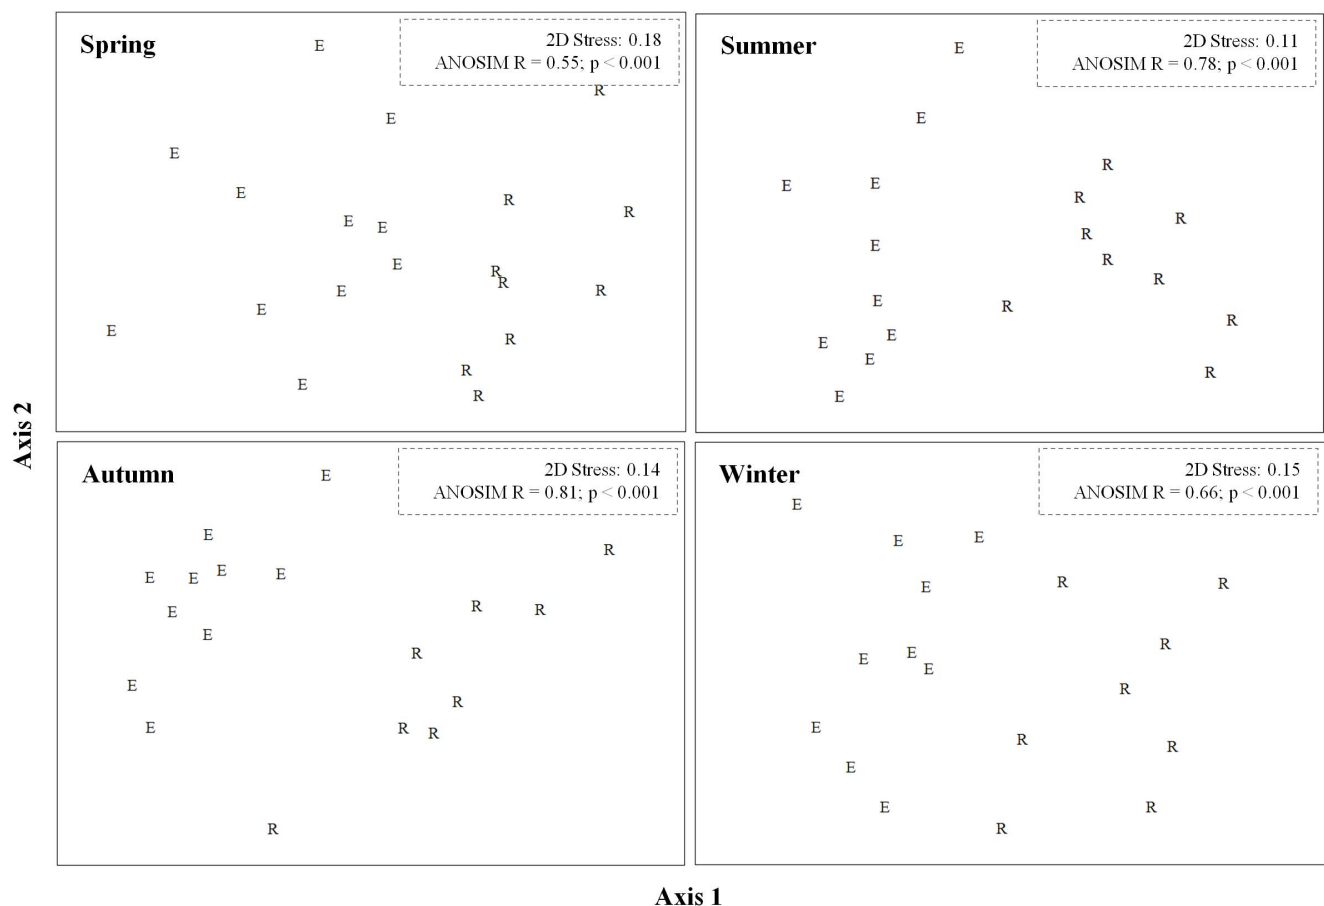 Spring
2D Stress: 0.18
ANOSIM R = 0.55; p < 0.001
E
R
E
E
E
R
R
E
E
E
R
R
E
R
E
E
R
R
E
R
Summer
2D Stress: 0.11
ANOSIM R = 0.78; p < 0.001
E
E
R
E
E
R
R
R
E
R
R
E
R
R
E
E
E
R
E
Axis 2
Autumn
2D Stress: 0.14
ANOSIM R = 0.81; p < 0.001
E
E
R
E
E
E
E
E
R
R
E
R
E
R
E
R
R
R
Winter
2D Stress: 0.15
ANOSIM R = 0.66; p < 0.001
E
E
E
E
R
R
R
E
E
E
R
E
R
R
E
E
R
R
Axis 1